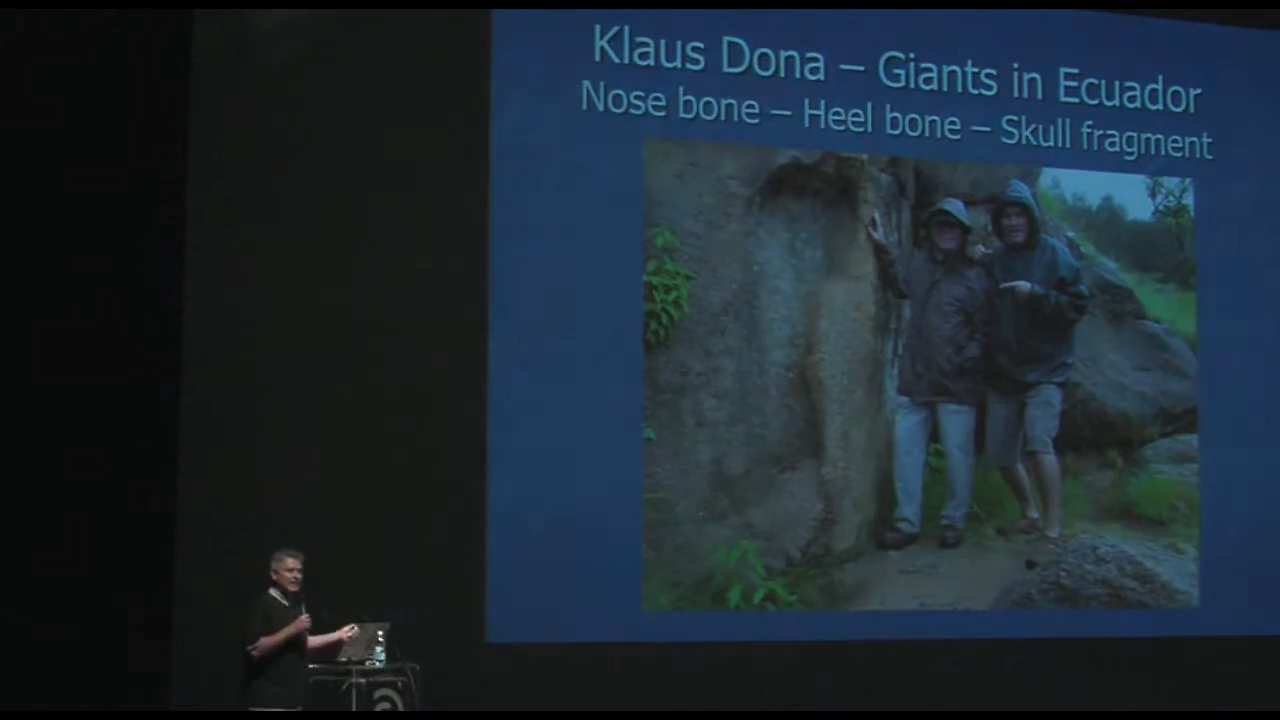 Klaus Dona – Giants in Ecuador
Nose bone – Heel bone – Skull fragment